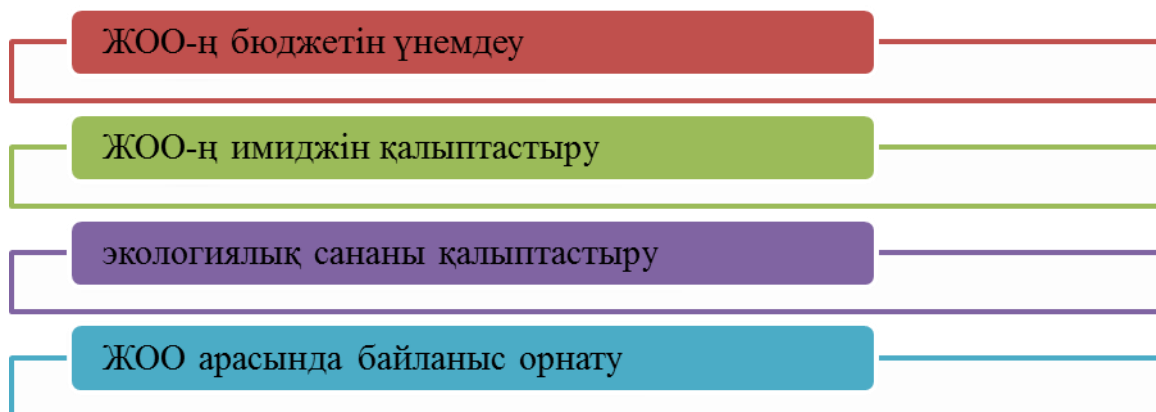 ЖОО-ң бюджетін үнемдеу
ЖОО-ң имиджін қалыптастыру
экологиялық сананы қалыптастыру
ЖОО арасында байланыс орнату